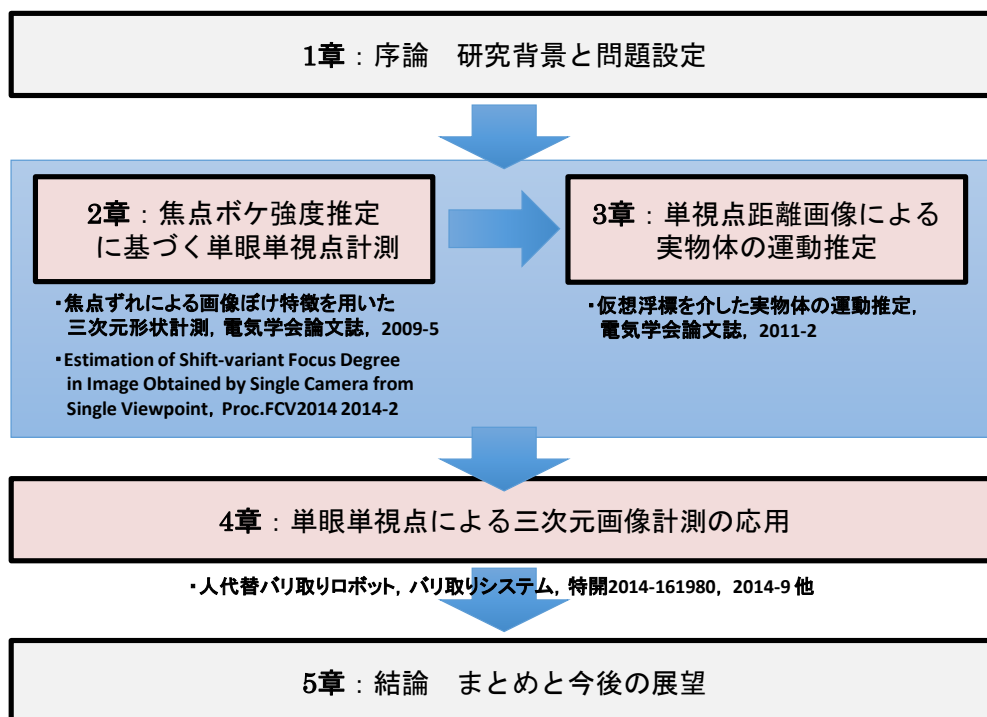 1章：序論　研究背景と問題設定
2章：焦点ボケ強度推定
に基づく単眼単視点計測
・焦点ずれによる画像ぼけ特徴を用いた
三次元形状計測, 電気学会論文誌, 2009-5
・Estimation of Shift-variant Focus Degree
in Image Obtained by Single Camera from
Single Viewpoint, Proc.FCV2014 2014-2
3章：単視点距離画像による
実物体の運動推定
・仮想浮標を介した実物体の運動推定,
電気学会論文誌, 2011-2
4章：単眼単視点による三次元画像計測の応用
・人代替バリ取りロボット, バリ取りシステム, 特開2014-161980, 2014-9 他
5章：結論　まとめと今後の展望